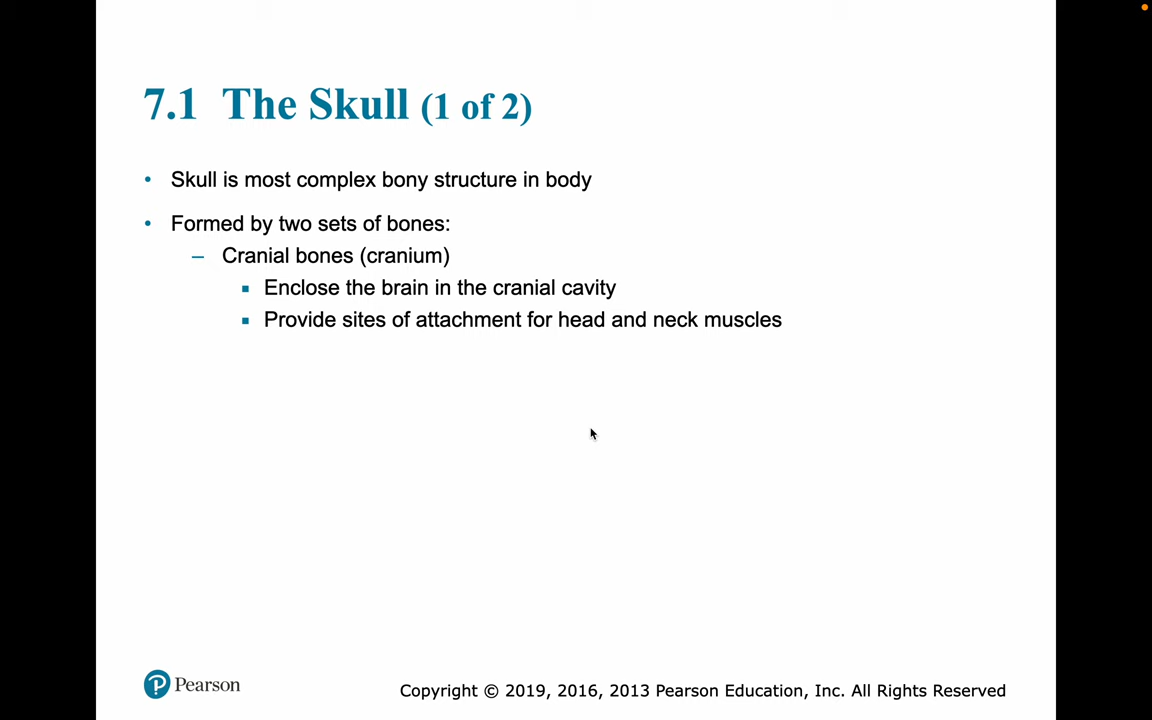 7.1 The Skull (1 of 2)
• Skull is most complex bony structure in body
• Formed by two sets of bones:
– Cranial bones (cranium)
▪ Enclose the brain in the cranial cavity
▪ Provide sites of attachment for head and neck muscles
P Pearson
Copyright © 2019, 2016, 2013 Pearson Education, Inc. All Rights Reserved